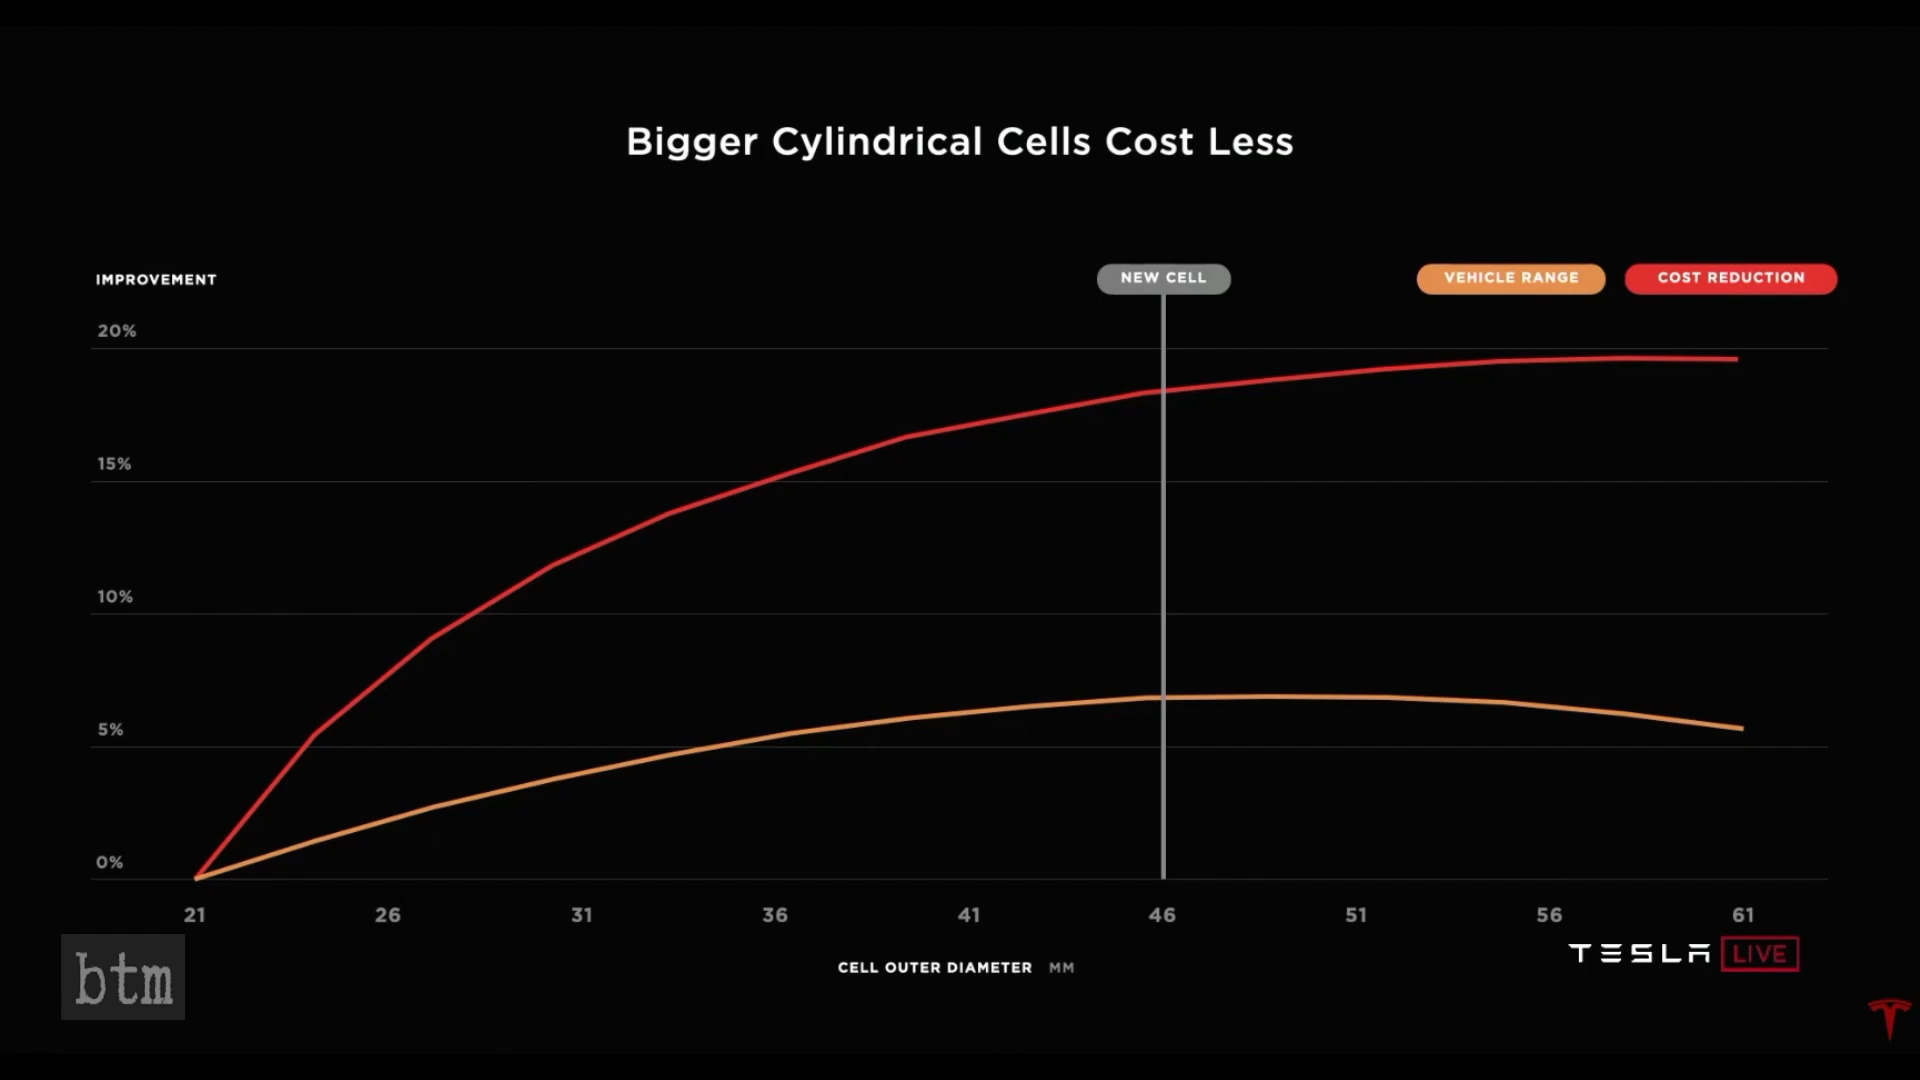 Bigger Cylindrical Cells Cost Less
IMPROVEMENT
NEW CELL
VEHICLE RANGE
COST REDUCTION
20%
15%
10%
5%
0%
21 26 31 36 41 46 51 56 61
CELL OUTER DIAMETER MM
TESLA LIVE
btm